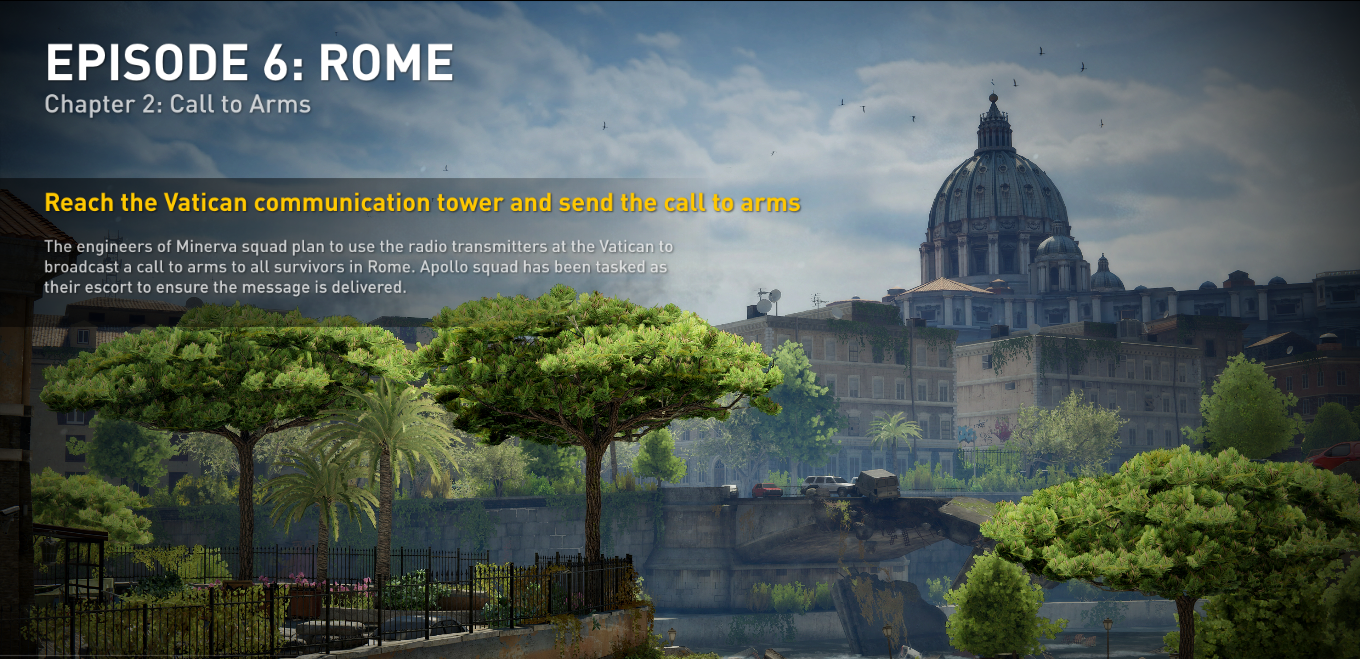 EPISODE 6: ROME
Chapter 2: Call to Arms
Reach the Vatican communication tower and send the call to arms
The engineers of Minerva squad plan to use the radio transmitters at the Vatican to
broadcast a call to arms to all survivors in Rome. Apollo squad has been tasked as
their escort to ensure the message is delivered.